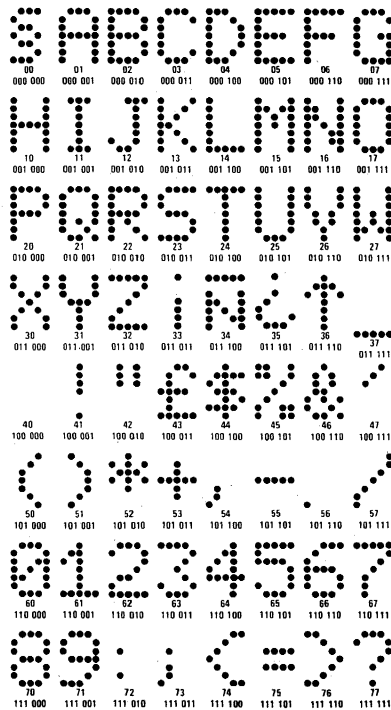 § A B C D E F G
00 01 02 03 04 05 06 07
000 000 000 001 000 010 000 011 000 100 000 101 000 110 000 111
H I J K L M N O
10 11 12 13 14 15 16 17
001 000 001 001 001 010 001 011 001 100 001 101 001 110 001 111
P Q R S T U V W
20 21 22 23 24 25 26 27
010 000 010 001 010 010 010 011 010 100 010 101 010 110 010 111
X Y Z ¡ Ñ ¿ ↑ _
30 31 32 33 34 35 36 37
011 000 011 001 011 010 011 011 011 100 011 101 011 110 011 111
! " £ $ % & ′
40 41 42 43 44 45 46 47
100 000 100 001 100 010 100 011 100 100 100 101 100 110 100 111
( ) * + , - . /
50 51 52 53 54 55 56 57
101 000 101 001 101 010 101 011 101 100 101 101 101 110 101 111
0 1 2 3 4 5 6 7
60 61 62 63 64 65 66 67
110 000 110 001 110 010 110 011 110 100 110 101 110 110 110 111
8 9 : ; < = > ?
70 71 72 73 74 75 76 77
111 000 111 001 111 010 111 011 111 100 111 101 111 110 111 111